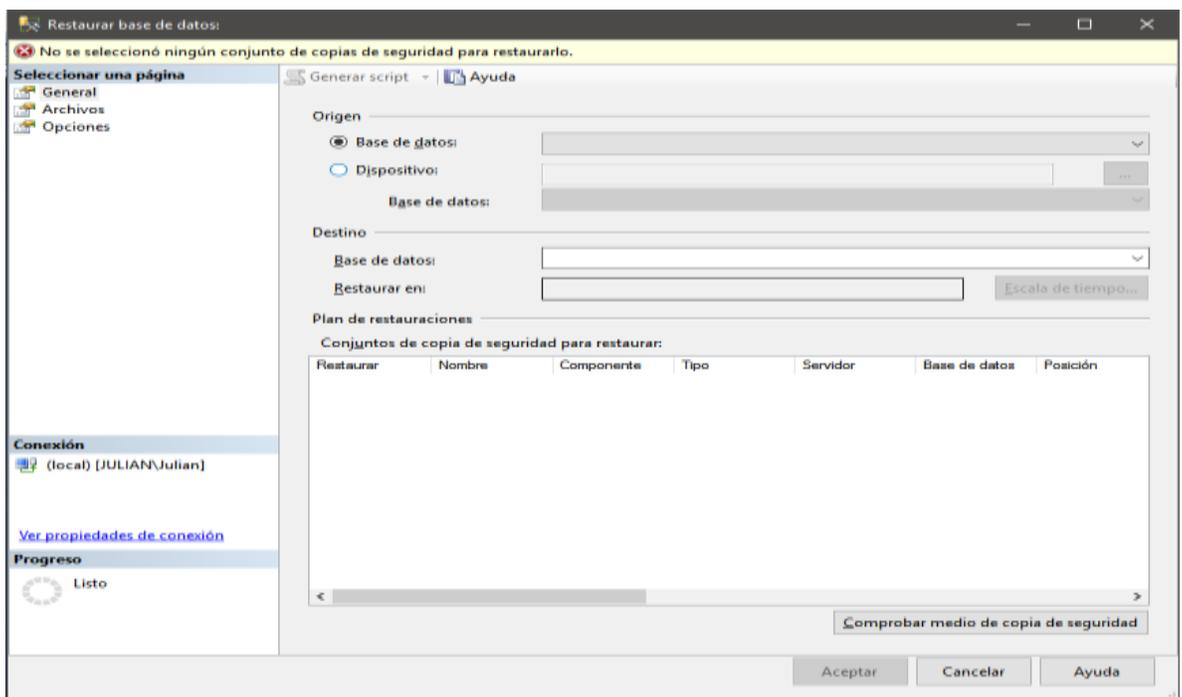 Restaurar base de datos:
No se seleccionó ningún conjunto de copias de seguridad para restaurarlo.
Seleccionar una página
General
Archivos
Opciones
Generar script
Ayuda
Origen
Base de datos:
Dispositivo:
...
Base de datos:
Destino
Base de datos:
Restaurar en:
Escala de tiempo...
Plan de restauraciones
Conjuntos de copia de seguridad para restaurar:
Restaurar Nombre Componente Tipo Servidor Base de datos Posición
Conexión
(local) [JULIAN\Julian]
Ver propiedades de conexión
Progreso
Listo
Comprobar medio de copia de seguridad
Aceptar Cancelar Ayuda